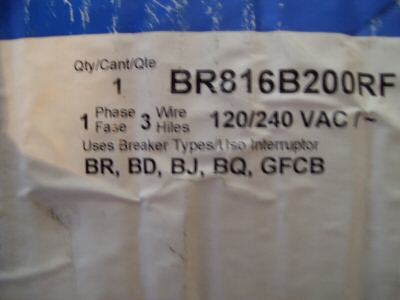 Qty/Cant/Qte
1 BR816B200RF
1 Phase Fase 3 Wire Hiles 120/240 VAC /~
Uses Breaker Types/Uso Interruptor
BR, BD, BJ, BQ, GFCB